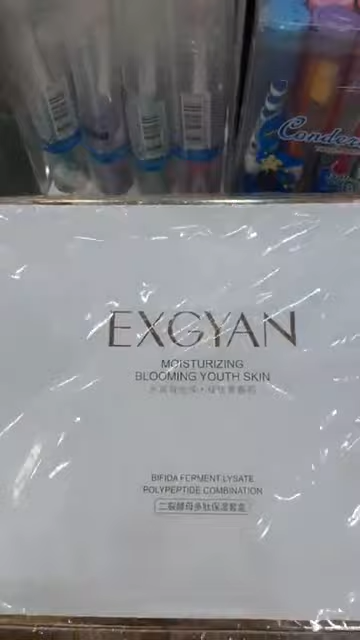 EXGYAN
MOISTURIZING
BLOOMING YOUTH SKIN
BIFIDA FERMENT LYSATE
POLYPEPTIDE COMBINATION
二裂酵母多肽保湿套盒